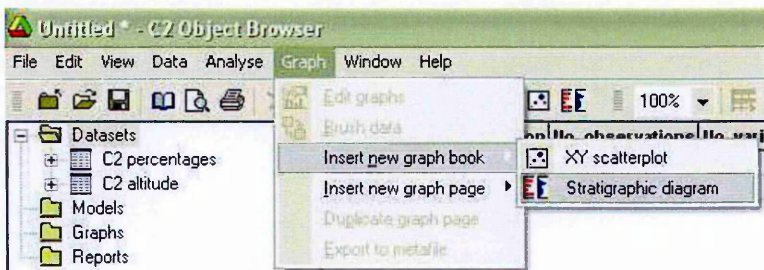 Untitled * - C2 Object Browser
File Edit View Data Analyse Graph Window Help
100%
Edit graphs
Brush data
Insert new graph book
Insert new graph page
Duplicate graph page
Export to metafile
XY scatterplot
Stratigraphic diagram
No_observations
Datasets
C2 percentages
C2 altitude
Models
Graphs
Reports